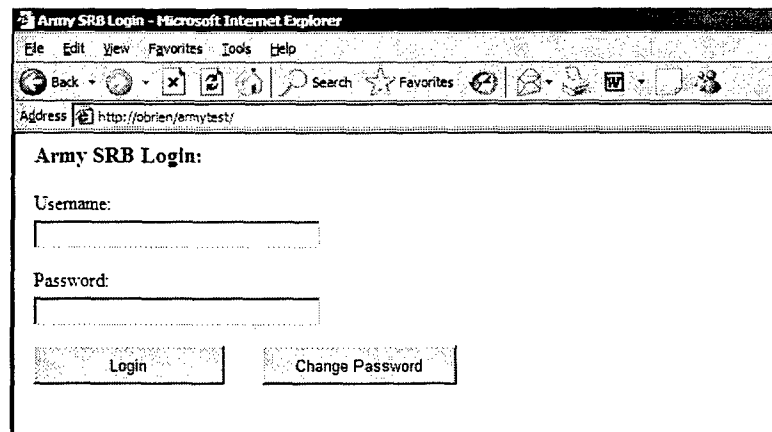 Army SRB Login - Microsoft Internet Explorer
File Edit View Favorites Tools Help
Back Search Favorites
Address http://obrien/armytest/
Army SRB Login:
Username:
Password:
Login Change Password